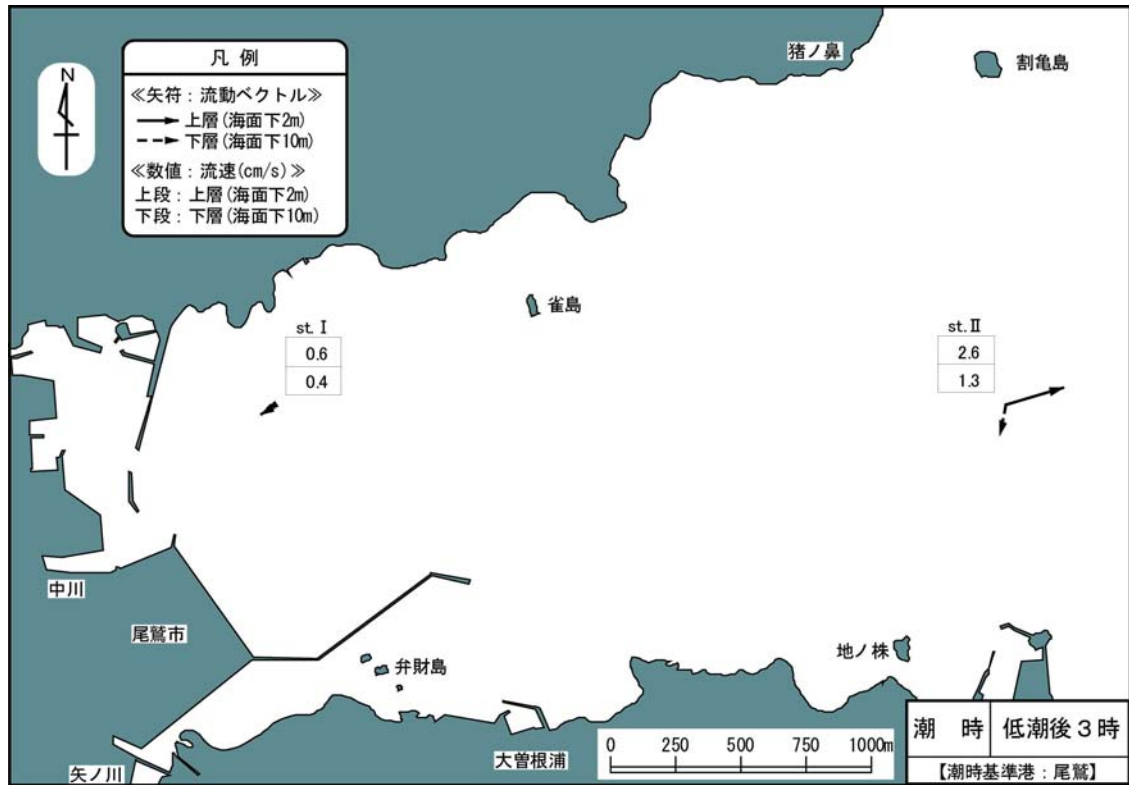 N
凡 例
≪矢符：流動ベクトル≫
上層(海面下2m)
下層(海面下10m)
≪数値：流速(cm/s)≫
上段：上層(海面下2m)
下段：下層(海面下10m)
猪ノ鼻
割亀島
雀島
st. Ⅰ
0.6
0.4
st. Ⅱ
2.6
1.3
中川
尾鷲市
弁財島
地ノ株
矢ノ川
大曽根浦
0 250 500 750 1000m
潮 時 低潮後３時
【潮時基準港：尾鷲】